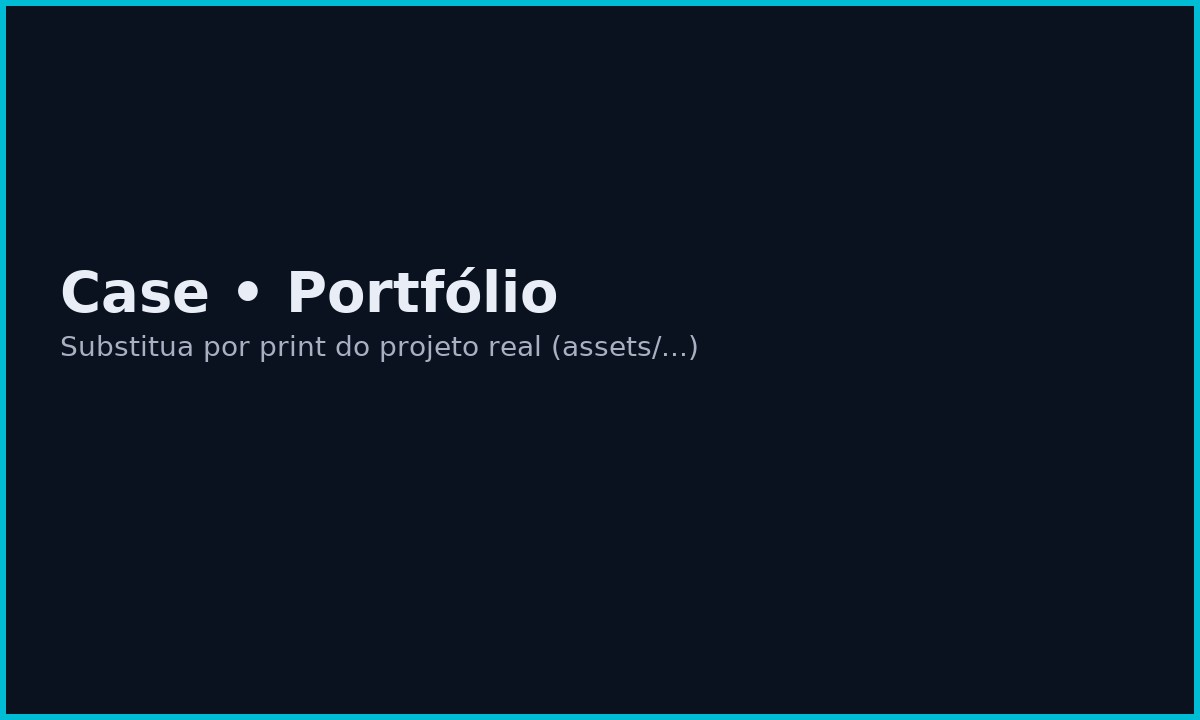 Case • Portfólio
Substitua por print do projeto real (assets/...)